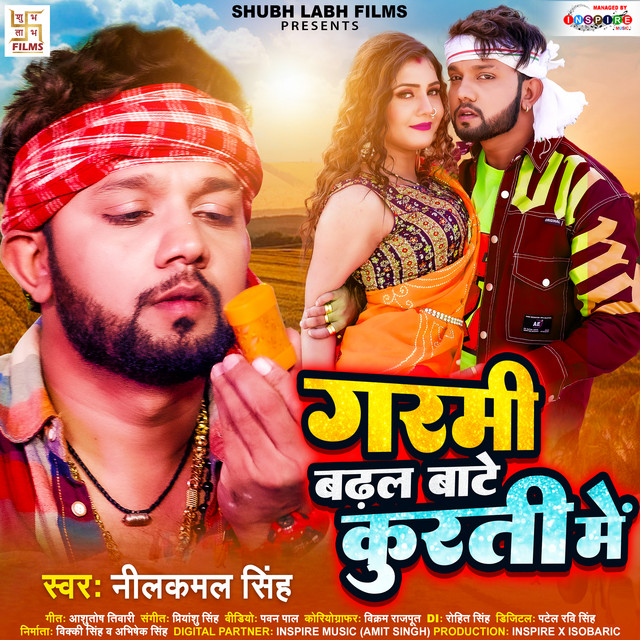 शुभ
लाभ
FILMS
SHUBH LABH FILMS
PRESENTS
MANAGED BY
INSPIRE
MUSIC
AE
गरमी
बढ़ल बाटे
कुरती में
स्वर: नीलकमल सिंह
गीत: आशुतोष तिवारी संगीत: प्रियांशु सिंह वीडियो: पवन पाल कोरियोग्राफर: विक्रम राजपूत DI: रोहित सिंह डिजिटल: पटेल रवि सिंह
निर्माता: विक्की सिंह व अभिषेक सिंह DIGITAL PARTNER: INSPIRE MUSIC (AMIT SINGH) PRODUCTION: INSPIRE X ISOBARIC